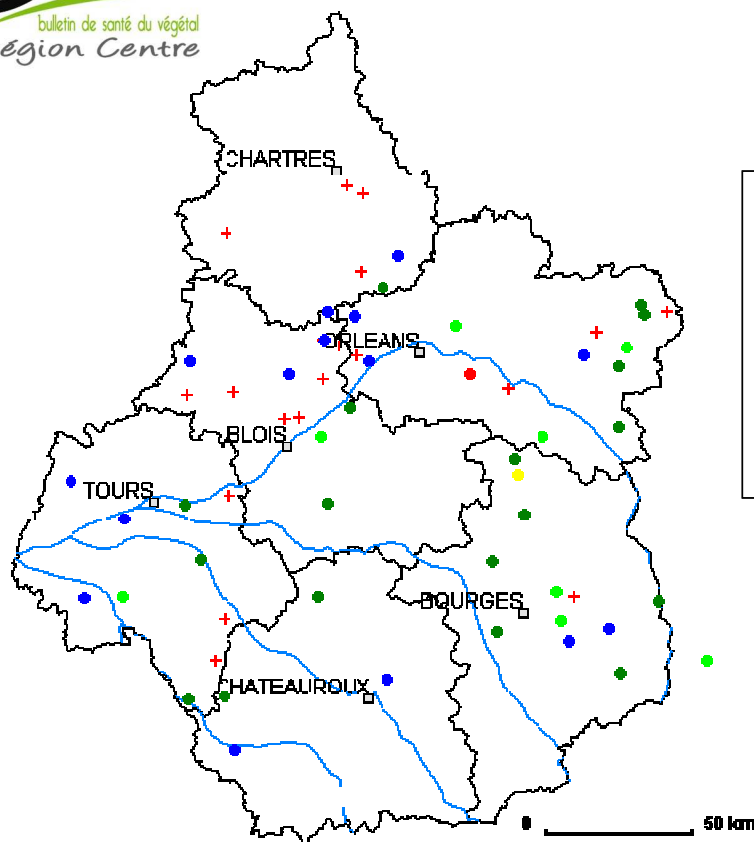 bulletin de santé du végétal
égion Centre
CHARTRES
ORLEANS
BLOIS
TOURS
BOURGES
CHATEAUROUX
0 50 km